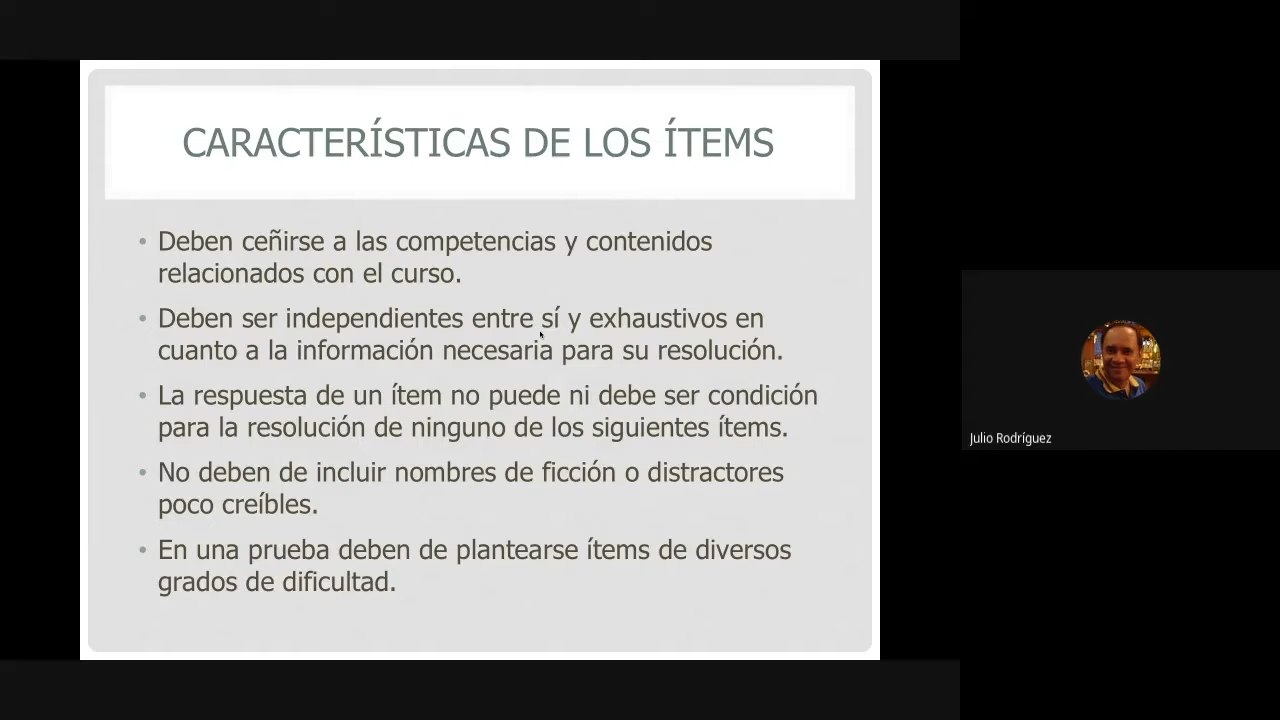 CARACTERÍSTICAS DE LOS ÍTEMS
• Deben ceñirse a las competencias y contenidos
relacionados con el curso.
• Deben ser independientes entre sí y exhaustivos en
cuanto a la información necesaria para su resolución.
• La respuesta de un ítem no puede ni debe ser condición
para la resolución de ninguno de los siguientes ítems.
• No deben de incluir nombres de ficción o distractores
poco creíbles.
• En una prueba deben de plantearse ítems de diversos
grados de dificultad.
Julio Rodríguez